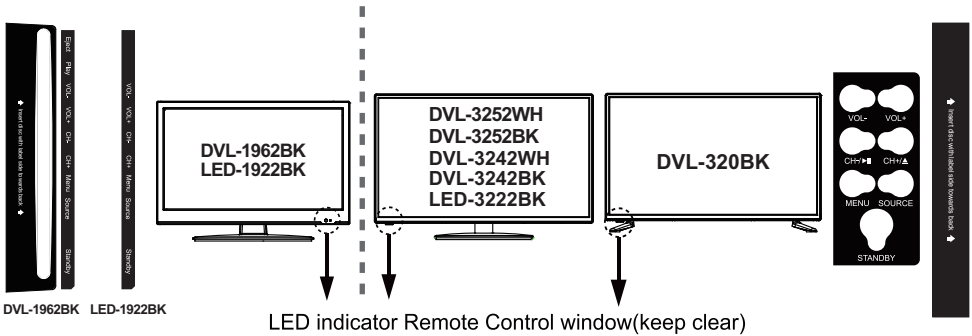 Eject Play VOL- VOL+ CH- CH+ Menu Source Standby
Insert disc with label side towards back
DVL-1962BK
VOL- VOL+ CH- CH+ Menu Source Standby
LED-1922BK
DVL-1962BK
LED-1922BK
DVL-3252WH
DVL-3252BK
DVL-3242WH
DVL-3242BK
LED-3222BK
DVL-320BK
VOL- VOL+
CH-/⏯ CH+/⏏
MENU SOURCE
STANDBY
Insert disc with label side towards back
LED indicator Remote Control window(keep clear)